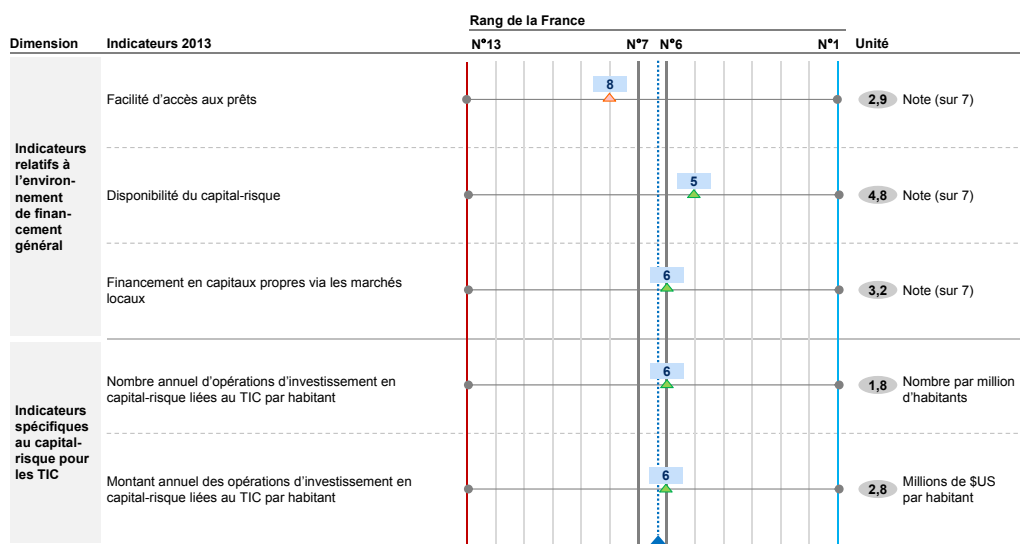 Rang de la France
Dimension Indicateurs 2013 N°13 N°7 N°6 N°1 Unité
Indicateurs
relatifs à
l'environ-
nement
de finan-
cement
général
Facilité d'accès aux prêts 8 2,9 Note (sur 7)
Disponibilité du capital-risque 5 4,8 Note (sur 7)
Financement en capitaux propres via les marchés
locaux 6 3,2 Note (sur 7)
Indicateurs
spécifiques
au capital-
risque pour
les TIC
Nombre annuel d'opérations d'investissement en
capital-risque liées au TIC par habitant 6 1,8 Nombre par million
d'habitants
Montant annuel des opérations d'investissement en
capital-risque liées au TIC par habitant 6 2,8 Millions de $US
par habitant